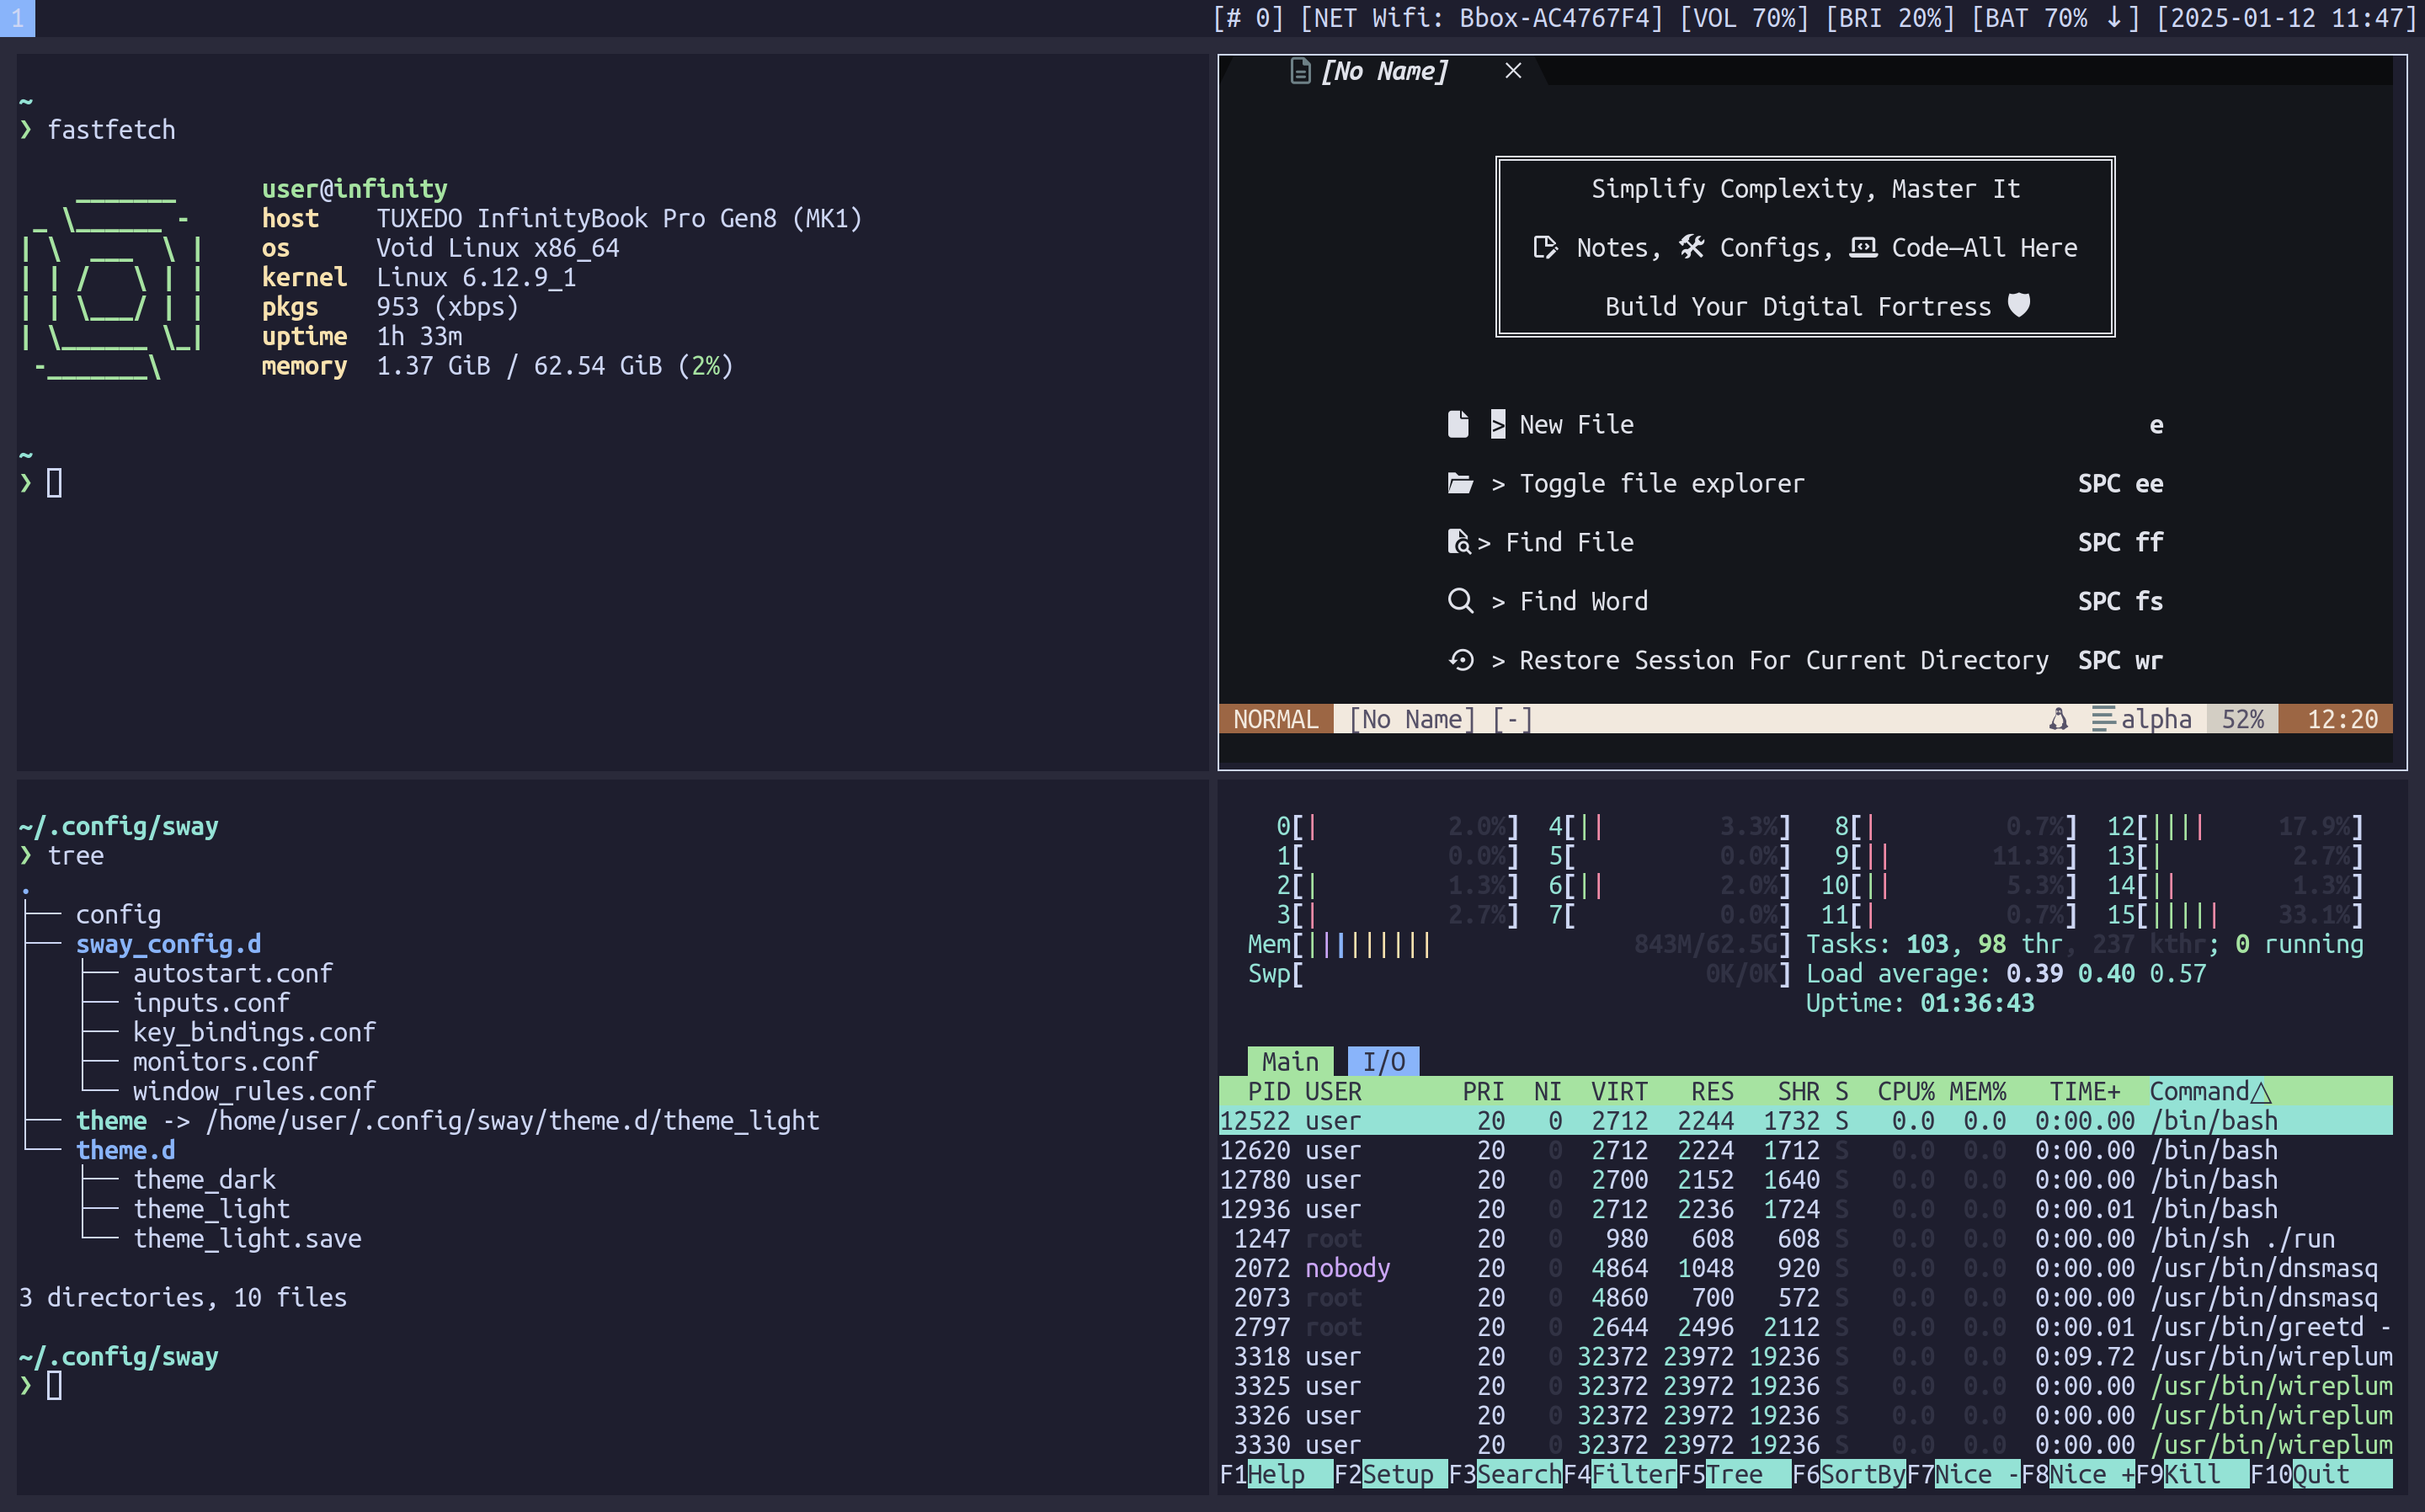 1 [# 0] [NET Wifi: Bbox-AC4767F4] [VOL 70%] [BRI 20%] [BAT 70% ↓] [2025-01-12 11:47]
~
❯ fastfetch
user@infinity
host TUXEDO InfinityBook Pro Gen8 (MK1)
os Void Linux x86_64
kernel Linux 6.12.9_1
pkgs 953 (xbps)
uptime 1h 33m
memory 1.37 GiB / 62.54 GiB (2%)
~
❯
[No Name] ×
Simplify Complexity, Master It
Notes, Configs, Code—All Here
Build Your Digital Fortress
> New File e
> Toggle file explorer SPC ee
> Find File SPC ff
> Find Word SPC fs
> Restore Session For Current Directory SPC wr
NORMAL [No Name] [-] alpha 52% 12:20
~/.config/sway
❯ tree
.
├── config
├── sway_config.d
│   ├── autostart.conf
│   ├── inputs.conf
│   ├── key_bindings.conf
│   ├── monitors.conf
│   └── window_rules.conf
├── theme -> /home/user/.config/sway/theme.d/theme_light
└── theme.d
    ├── theme_dark
    ├── theme_light
    └── theme_light.save
3 directories, 10 files
~/.config/sway
❯
0[| 2.0%] 4[|| 3.3%] 8[| 0.7%] 12[|||| 17.9%]
1[ 0.0%] 5[ 0.0%] 9[|| 11.3%] 13[| 2.7%]
2[| 1.3%] 6[|| 2.0%] 10[|| 5.3%] 14[|| 1.3%]
3[| 2.7%] 7[ 0.0%] 11[| 0.7%] 15[||||| 33.1%]
Mem[||||||||| 843M/62.5G] Tasks: 103, 98 thr, 237 kthr; 0 running
Swp[ 0K/0K] Load average: 0.39 0.40 0.57
Uptime: 01:36:43
Main I/O
PID USER PRI NI VIRT RES SHR S CPU% MEM% TIME+ Command△
12522 user 20 0 2712 2244 1732 S 0.0 0.0 0:00.00 /bin/bash
12620 user 20 0 2712 2224 1712 S 0.0 0.0 0:00.00 /bin/bash
12780 user 20 0 2700 2152 1640 S 0.0 0.0 0:00.00 /bin/bash
12936 user 20 0 2712 2236 1724 S 0.0 0.0 0:00.01 /bin/bash
1247 root 20 0 980 608 608 S 0.0 0.0 0:00.00 /bin/sh ./run
2072 nobody 20 0 4864 1048 920 S 0.0 0.0 0:00.00 /usr/bin/dnsmasq
2073 root 20 0 4860 700 572 S 0.0 0.0 0:00.00 /usr/bin/dnsmasq
2797 root 20 0 2644 2496 2112 S 0.0 0.0 0:00.01 /usr/bin/greetd -
3318 user 20 0 32372 23972 19236 S 0.0 0.0 0:09.72 /usr/bin/wireplum
3325 user 20 0 32372 23972 19236 S 0.0 0.0 0:00.00 /usr/bin/wireplum
3326 user 20 0 32372 23972 19236 S 0.0 0.0 0:00.00 /usr/bin/wireplum
3330 user 20 0 32372 23972 19236 S 0.0 0.0 0:00.00 /usr/bin/wireplum
F1Help F2Setup F3SearchF4FilterF5Tree F6SortByF7Nice -F8Nice +F9Kill F10Quit